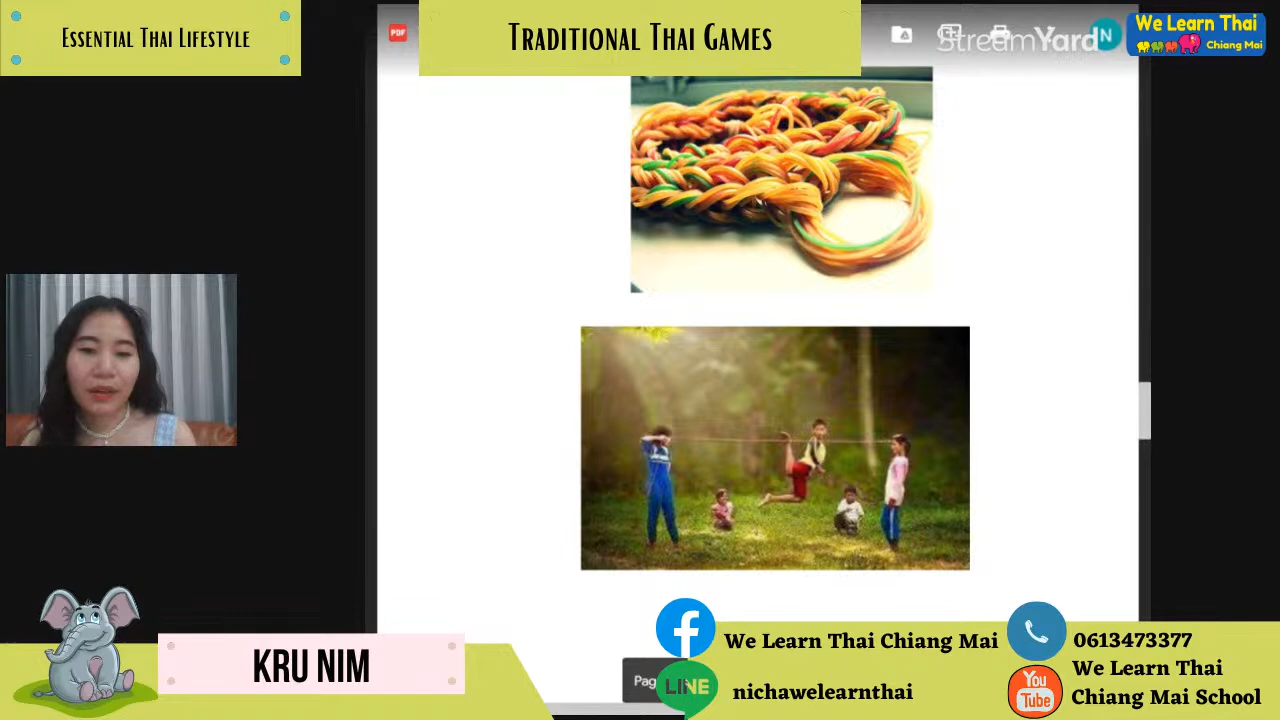 ESSENTIAL THAI LIFESTYLE
TRADITIONAL THAI GAMES
PDF
StreamYard
N
We Learn Thai
Chiang Mai
KRU NIM
We Learn Thai Chiang Mai
0613473377
Pag
LINE
nichawelearnthai
You
Tube
We Learn Thai
Chiang Mai School